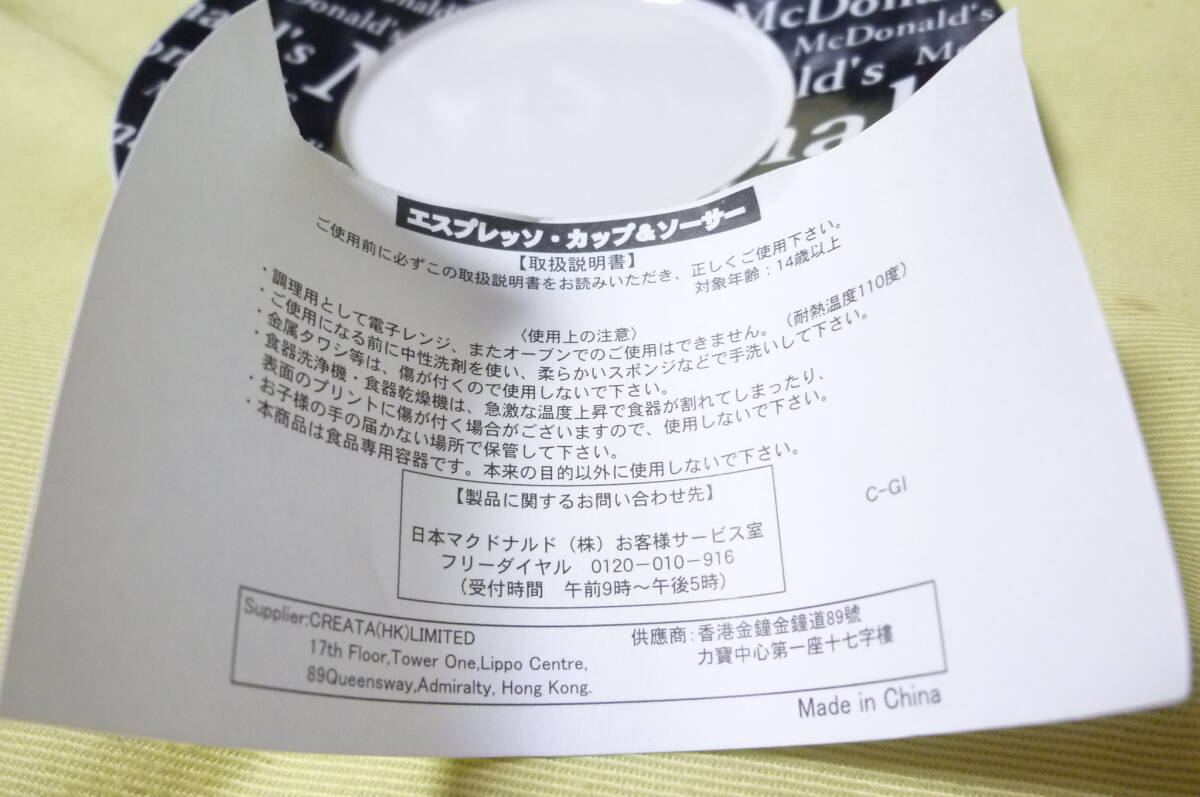 McDonald's
McDonald's
エスプレッソ・カップ&ソーサー
【取扱説明書】
ご使用前に必ずこの取扱説明書をお読みいただき、正しくご使用下さい。
対象年齢：14歳以上
〈使用上の注意〉
・調理用として電子レンジ、またオーブンでのご使用はできません。（耐熱温度110度）
・ご使用になる前に中性洗剤を使い、柔らかいスポンジなどで手洗いして下さい。
・金属タワシ等は、傷が付くので使用しないで下さい。
・食器洗浄機・食器乾燥機は、急激な温度上昇で食器が割れてしまったり、
表面のプリントに傷が付く場合がございますので、使用しないで下さい。
・お子様の手の届かない場所で保管して下さい。
・本商品は食品専用容器です。本来の目的以外に使用しないで下さい。
【製品に関するお問い合わせ先】
日本マクドナルド（株）お客様サービス室
フリーダイヤル 0120-010-916
（受付時間 午前9時～午後5時）
C-GI
Supplier:CREATA(HK)LIMITED
17th Floor,Tower One,Lippo Centre,
89Queensway,Admiralty, Hong Kong.
供應商：香港金鐘金鐘道89號
力寶中心第一座十七字樓
Made in China